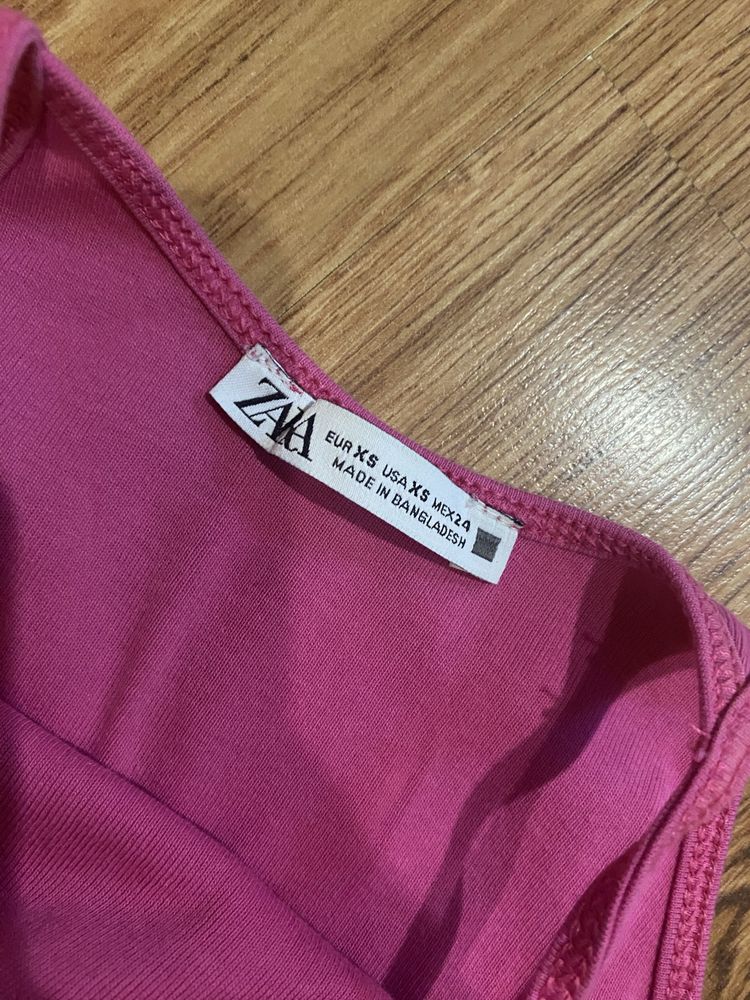 ZARA
EUR XS USA XS MEX 24
MADE IN BANGLADESH